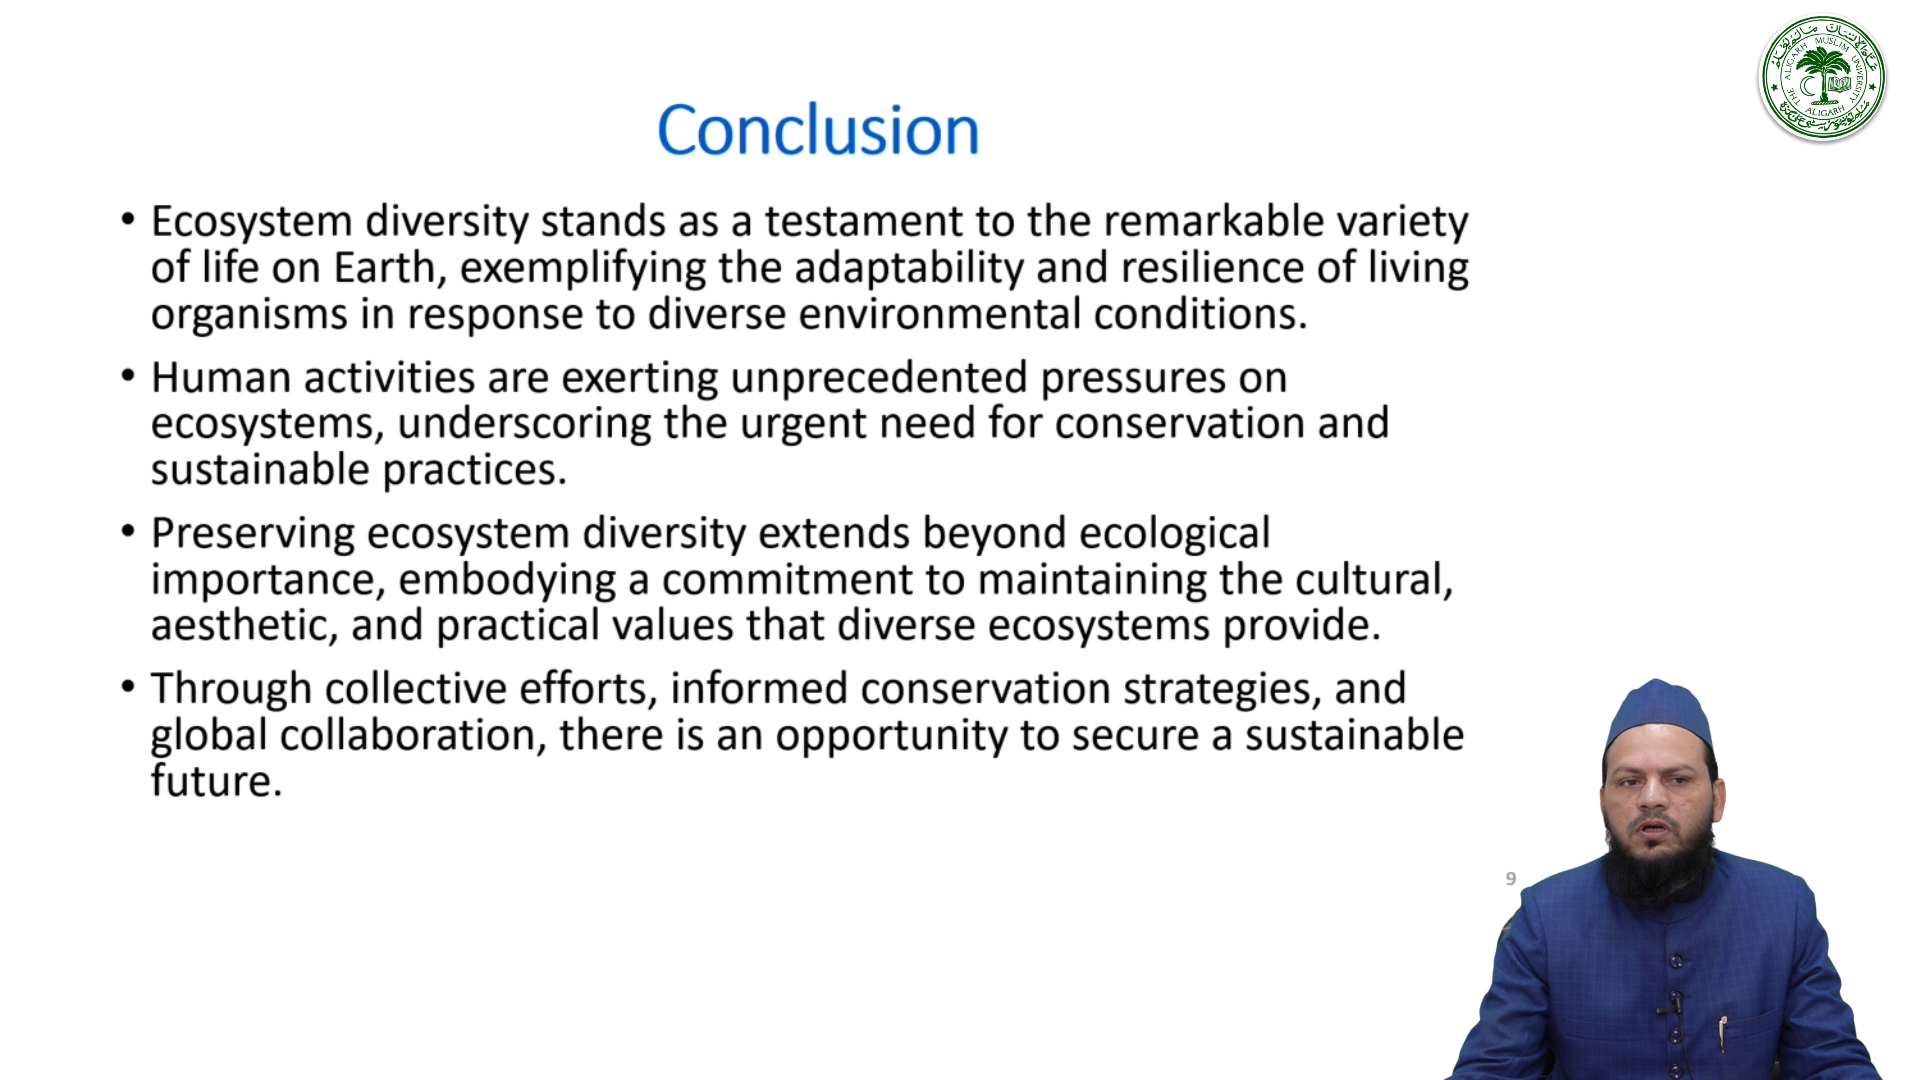 THE ALIGARH MUSLIM UNIVERSITY
ALIGARH
Conclusion
• Ecosystem diversity stands as a testament to the remarkable variety
of life on Earth, exemplifying the adaptability and resilience of living
organisms in response to diverse environmental conditions.
• Human activities are exerting unprecedented pressures on
ecosystems, underscoring the urgent need for conservation and
sustainable practices.
• Preserving ecosystem diversity extends beyond ecological
importance, embodying a commitment to maintaining the cultural,
aesthetic, and practical values that diverse ecosystems provide.
• Through collective efforts, informed conservation strategies, and
global collaboration, there is an opportunity to secure a sustainable
future.
9